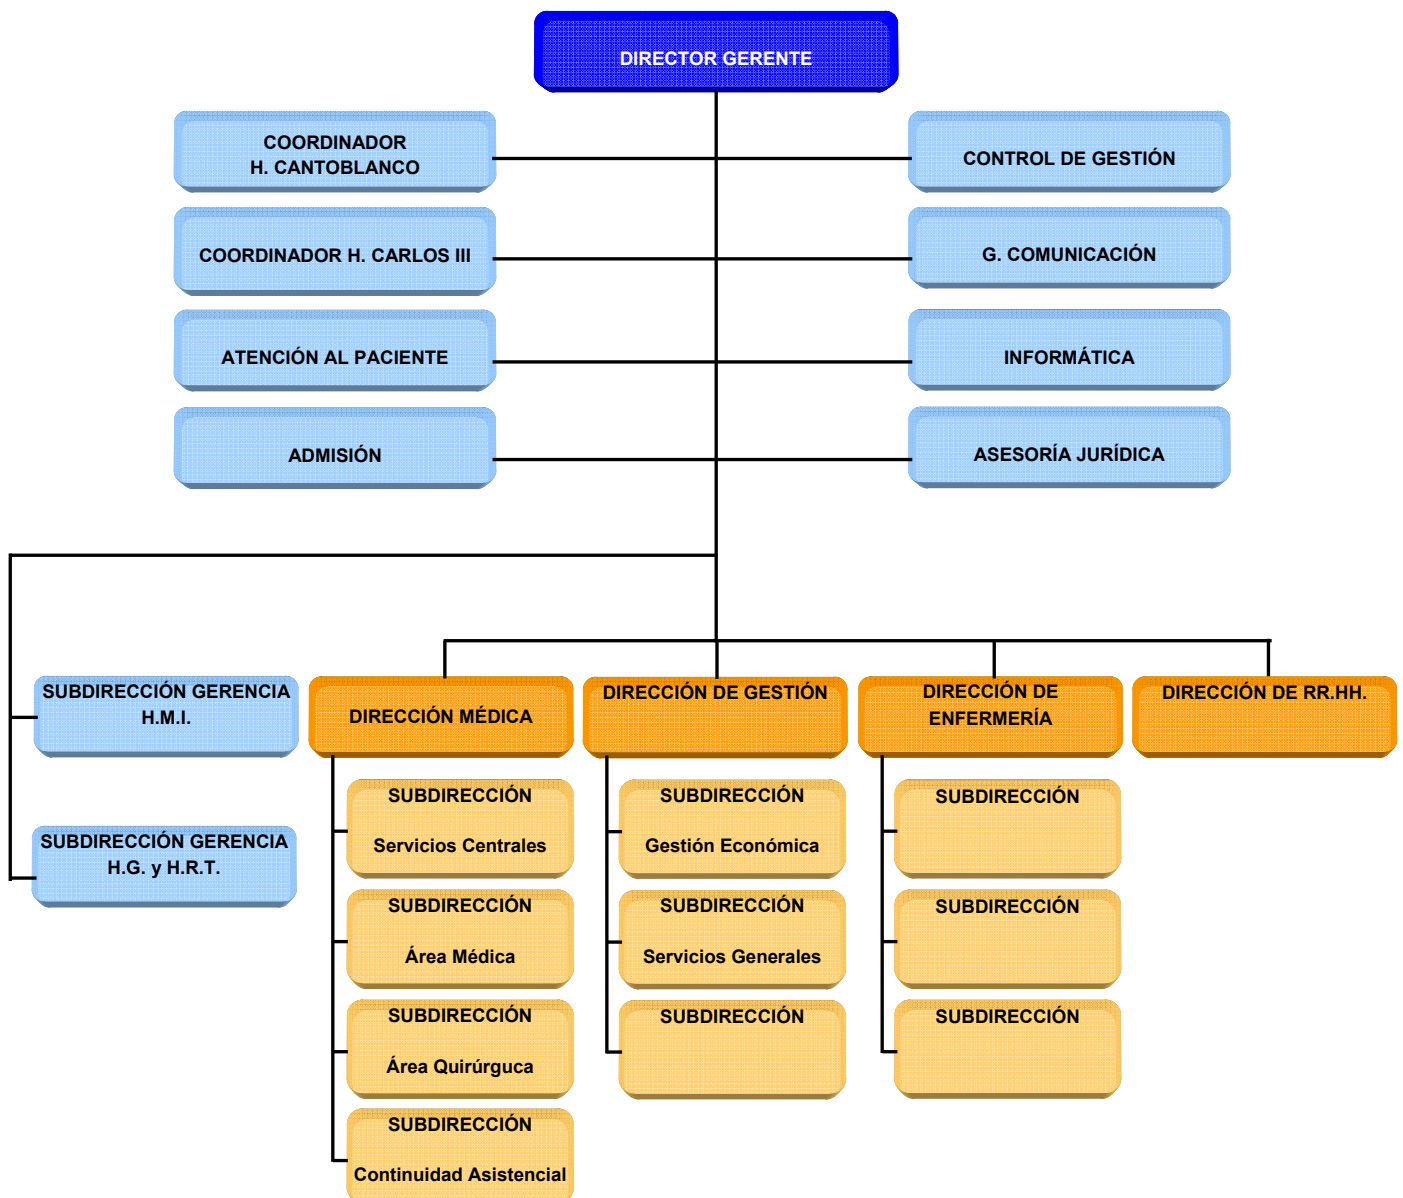 DIRECTOR GERENTE
COORDINADOR
H. CANTOBLANCO
CONTROL DE GESTIÓN
COORDINADOR H. CARLOS III
G. COMUNICACIÓN
ATENCIÓN AL PACIENTE
INFORMÁTICA
ADMISIÓN
ASESORÍA JURÍDICA
SUBDIRECCIÓN GERENCIA
H.M.I.
SUBDIRECCIÓN GERENCIA
H.G. y H.R.T.
DIRECCIÓN MÉDICA
SUBDIRECCIÓN
Servicios Centrales
SUBDIRECCIÓN
Área Médica
SUBDIRECCIÓN
Área Quirúrguca
SUBDIRECCIÓN
Continuidad Asistencial
DIRECCIÓN DE GESTIÓN
SUBDIRECCIÓN
Gestión Económica
SUBDIRECCIÓN
Servicios Generales
SUBDIRECCIÓN
DIRECCIÓN DE
ENFERMERÍA
SUBDIRECCIÓN
SUBDIRECCIÓN
SUBDIRECCIÓN
DIRECCIÓN DE RR.HH.